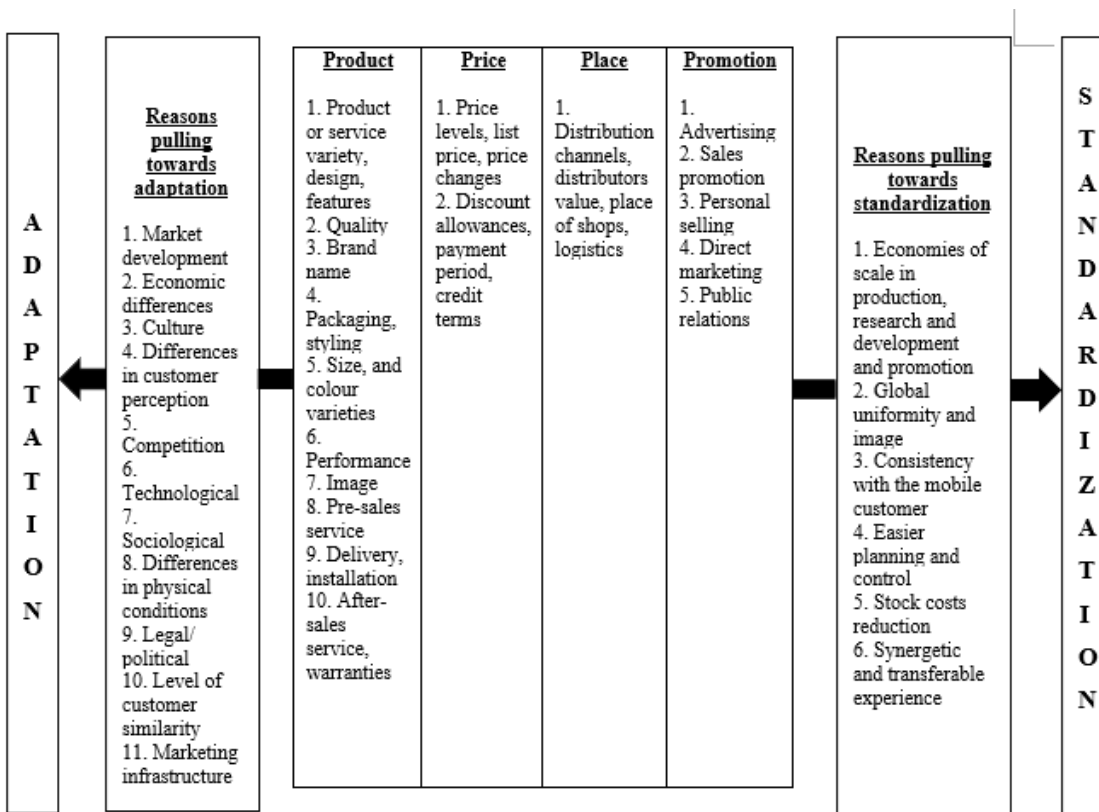 A
D
A
P
T
A
T
I
O
N
Reasons
pulling
towards
adaptation
1. Market
development
2. Economic
differences
3. Culture
4. Differences
in customer
perception
5.
Competition
6.
Technological
7.
Sociological
8. Differences
in physical
conditions
9. Legal/
political
10. Level of
customer
similarity
11. Marketing
infrastructure
Product
1. Product
or service
variety,
design,
features
2. Quality
3. Brand
name
4.
Packaging,
styling
5. Size, and
colour
varieties
6.
Performance
7. Image
8. Pre-sales
service
9. Delivery,
installation
10. After-
sales
service,
warranties
Price
1. Price
levels, list
price, price
changes
2. Discount
allowances,
payment
period,
credit
terms
Place
1.
Distribution
channels,
distributors
value, place
of shops,
logistics
Promotion
1.
Advertising
2. Sales
promotion
3. Personal
selling
4. Direct
marketing
5. Public
relations
Reasons pulling
towards
standardization
1. Economies of
scale in
production,
research and
development
and promotion
2. Global
uniformity and
image
3. Consistency
with the mobile
customer
4. Easier
planning and
control
5. Stock costs
reduction
6. Synergetic
and transferable
experience
S
T
A
N
D
A
R
D
I
Z
A
T
I
O
N